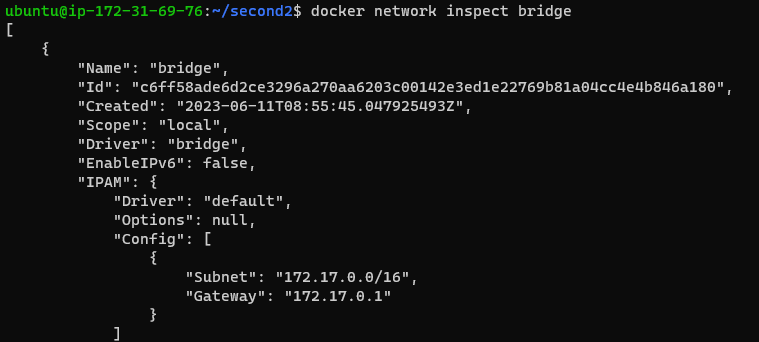 ubuntu@ip-172-31-69-76:~/second2$ docker network inspect bridge
[
    {
        "Name": "bridge",
        "Id": "c6ff58ade6d2ce3296a270aa6203c00142e3ed1e22769b81a04cc4e4b846a180",
        "Created": "2023-06-11T08:55:45.047925493Z",
        "Scope": "local",
        "Driver": "bridge",
        "EnableIPv6": false,
        "IPAM": {
            "Driver": "default",
            "Options": null,
            "Config": [
                {
                    "Subnet": "172.17.0.0/16",
                    "Gateway": "172.17.0.1"
                }
            ]